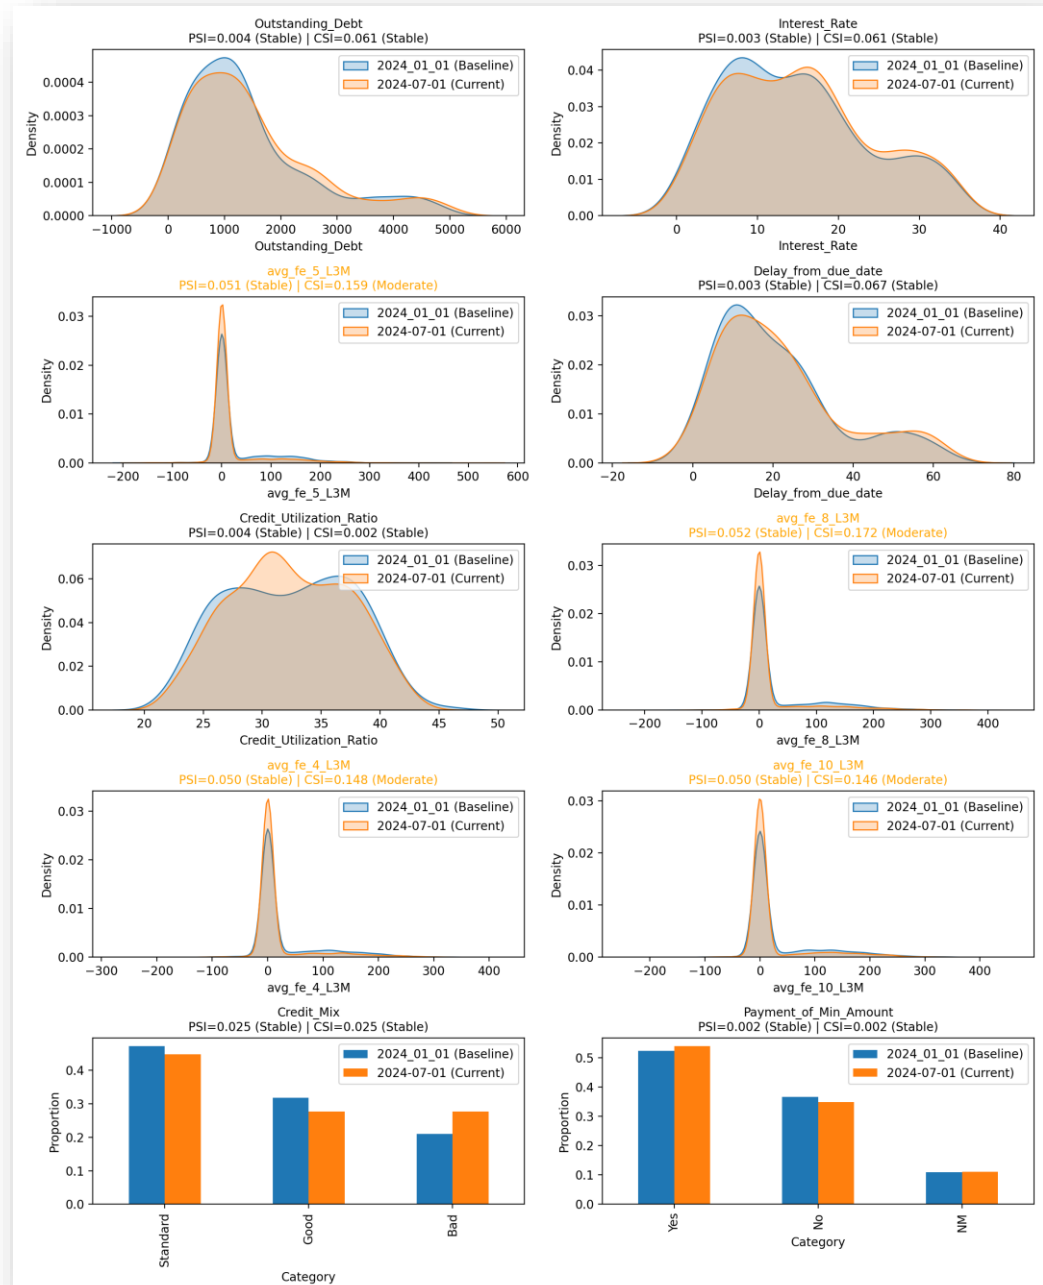 Outstanding_Debt
PSI=0.004 (Stable) | CSI=0.061 (Stable)
2024_01_01 (Baseline)
2024-07-01 (Current)
Density
0.0004
0.0003
0.0002
0.0001
0.0000
−1000 0 1000 2000 3000 4000 5000 6000
Outstanding_Debt
Interest_Rate
PSI=0.003 (Stable) | CSI=0.061 (Stable)
2024_01_01 (Baseline)
2024-07-01 (Current)
Density
0.04
0.03
0.02
0.01
0.00
0 10 20 30 40
Interest_Rate
avg_fe_5_L3M
PSI=0.051 (Stable) | CSI=0.159 (Moderate)
2024_01_01 (Baseline)
2024-07-01 (Current)
Density
0.03
0.02
0.01
0.00
−200 −100 0 100 200 300 400 500 600
avg_fe_5_L3M
Delay_from_due_date
PSI=0.003 (Stable) | CSI=0.067 (Stable)
2024_01_01 (Baseline)
2024-07-01 (Current)
Density
0.03
0.02
0.01
0.00
−20 0 20 40 60 80
Delay_from_due_date
Credit_Utilization_Ratio
PSI=0.004 (Stable) | CSI=0.002 (Stable)
2024_01_01 (Baseline)
2024-07-01 (Current)
Density
0.06
0.04
0.02
0.00
20 25 30 35 40 45 50
Credit_Utilization_Ratio
avg_fe_8_L3M
PSI=0.052 (Stable) | CSI=0.172 (Moderate)
2024_01_01 (Baseline)
2024-07-01 (Current)
Density
0.03
0.02
0.01
0.00
−200 −100 0 100 200 300 400
avg_fe_8_L3M
avg_fe_4_L3M
PSI=0.050 (Stable) | CSI=0.148 (Moderate)
2024_01_01 (Baseline)
2024-07-01 (Current)
Density
0.03
0.02
0.01
0.00
−300 −200 −100 0 100 200 300 400
avg_fe_4_L3M
avg_fe_10_L3M
PSI=0.050 (Stable) | CSI=0.146 (Moderate)
2024_01_01 (Baseline)
2024-07-01 (Current)
Density
0.03
0.02
0.01
0.00
−200 −100 0 100 200 300 400
avg_fe_10_L3M
Credit_Mix
PSI=0.025 (Stable) | CSI=0.025 (Stable)
2024_01_01 (Baseline)
2024-07-01 (Current)
Proportion
0.4
0.3
0.2
0.1
0.0
Standard Good Bad
Category
Payment_of_Min_Amount
PSI=0.002 (Stable) | CSI=0.002 (Stable)
2024_01_01 (Baseline)
2024-07-01 (Current)
Proportion
0.5
0.4
0.3
0.2
0.1
0.0
Yes No NM
Category